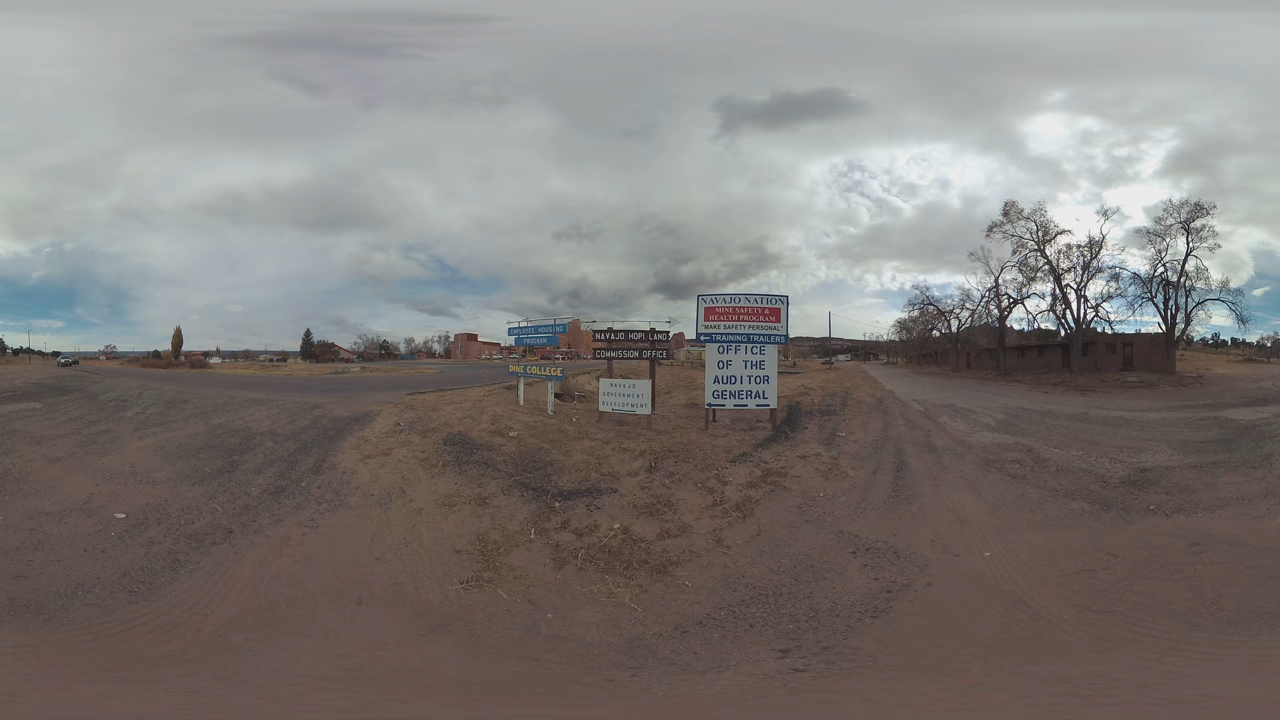 EMPLOYEE HOUSING
PROGRAM
DINE COLLEGE
NAVAJO HOPI LAND
COMMISSION OFFICE
NAVAJO
GOVERNMENT
DEVELOPMENT
NAVAJO NATION
MINE SAFETY &
HEALTH PROGRAM
"MAKE SAFETY PERSONAL"
TRAINING TRAILERS
OFFICE
OF THE
AUDITOR
GENERAL